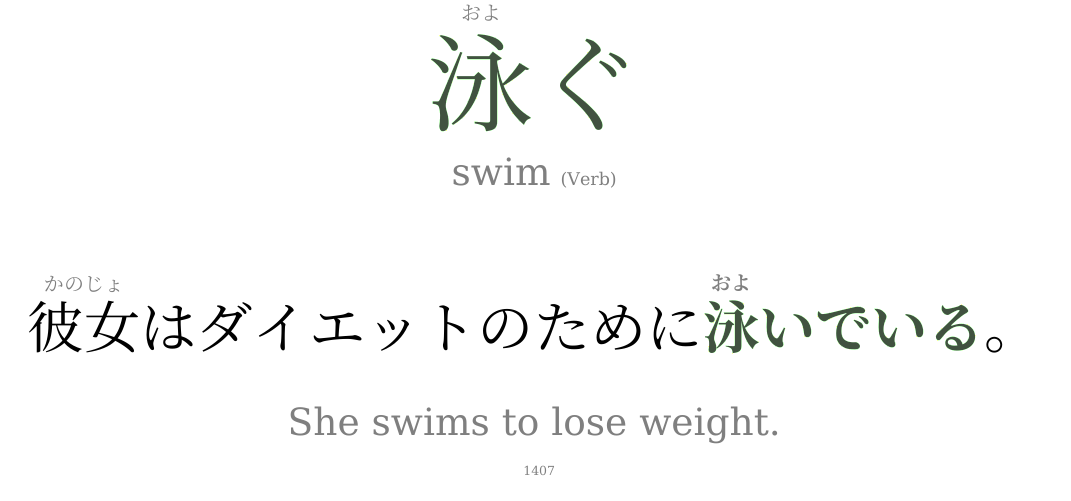 およ
泳ぐ
swim (Verb)
かのじょ およ
彼女はダイエットのために泳いでいる。
She swims to lose weight.
1407